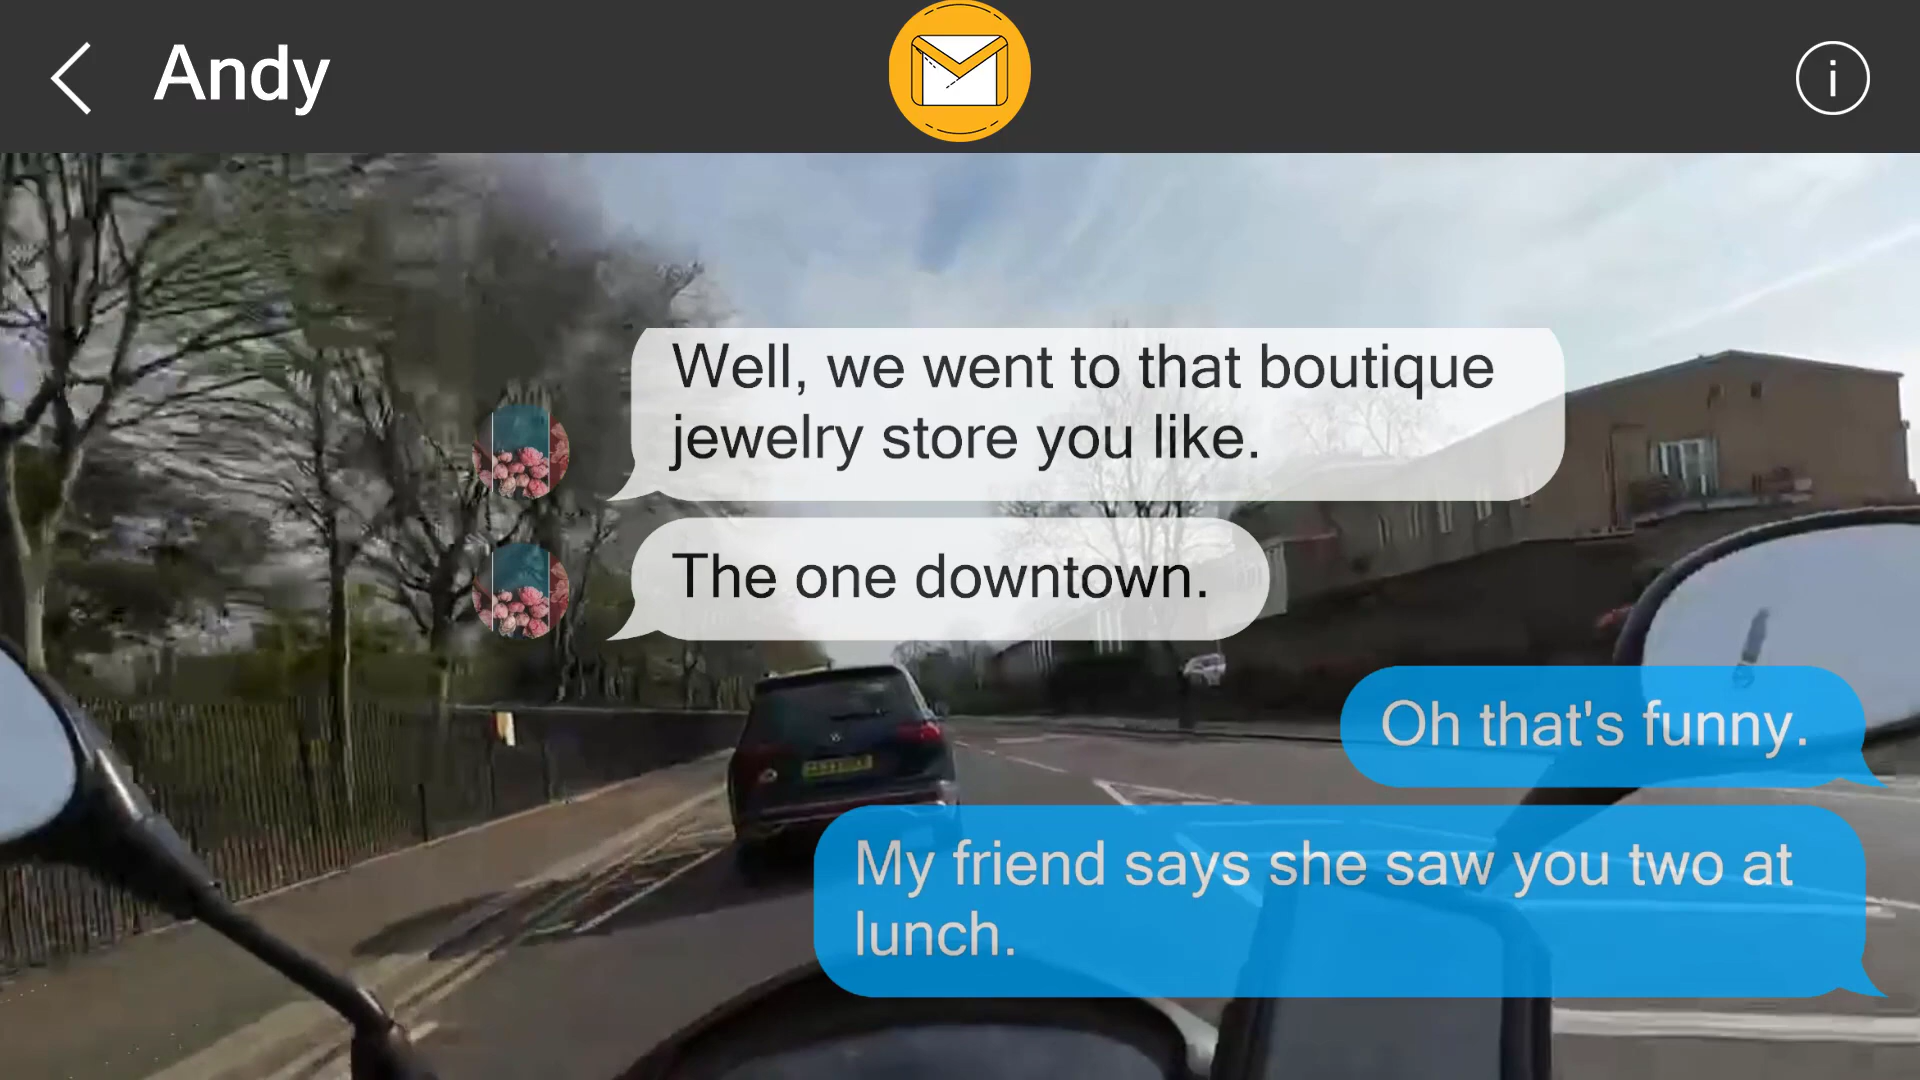 Andy
i
Well, we went to that boutique
jewelry store you like.
The one downtown.
Oh that's funny.
My friend says she saw you two at
lunch.